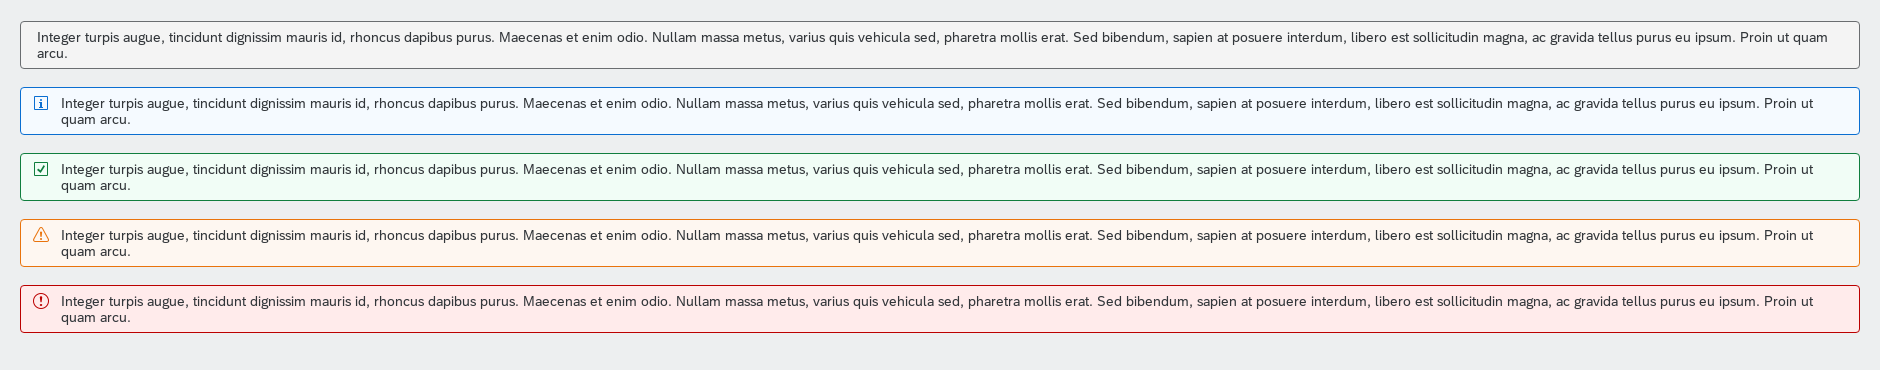 Integer turpis augue, tincidunt dignissim mauris id, rhoncus dapibus purus. Maecenas et enim odio. Nullam massa metus, varius quis vehicula sed, pharetra mollis erat. Sed bibendum, sapien at posuere interdum, libero est sollicitudin magna, ac gravida tellus purus eu ipsum. Proin ut quam
arcu.
Integer turpis augue, tincidunt dignissim mauris id, rhoncus dapibus purus. Maecenas et enim odio. Nullam massa metus, varius quis vehicula sed, pharetra mollis erat. Sed bibendum, sapien at posuere interdum, libero est sollicitudin magna, ac gravida tellus purus eu ipsum. Proin ut
quam arcu.
Integer turpis augue, tincidunt dignissim mauris id, rhoncus dapibus purus. Maecenas et enim odio. Nullam massa metus, varius quis vehicula sed, pharetra mollis erat. Sed bibendum, sapien at posuere interdum, libero est sollicitudin magna, ac gravida tellus purus eu ipsum. Proin ut
quam arcu.
Integer turpis augue, tincidunt dignissim mauris id, rhoncus dapibus purus. Maecenas et enim odio. Nullam massa metus, varius quis vehicula sed, pharetra mollis erat. Sed bibendum, sapien at posuere interdum, libero est sollicitudin magna, ac gravida tellus purus eu ipsum. Proin ut
quam arcu.
Integer turpis augue, tincidunt dignissim mauris id, rhoncus dapibus purus. Maecenas et enim odio. Nullam massa metus, varius quis vehicula sed, pharetra mollis erat. Sed bibendum, sapien at posuere interdum, libero est sollicitudin magna, ac gravida tellus purus eu ipsum. Proin ut
quam arcu.